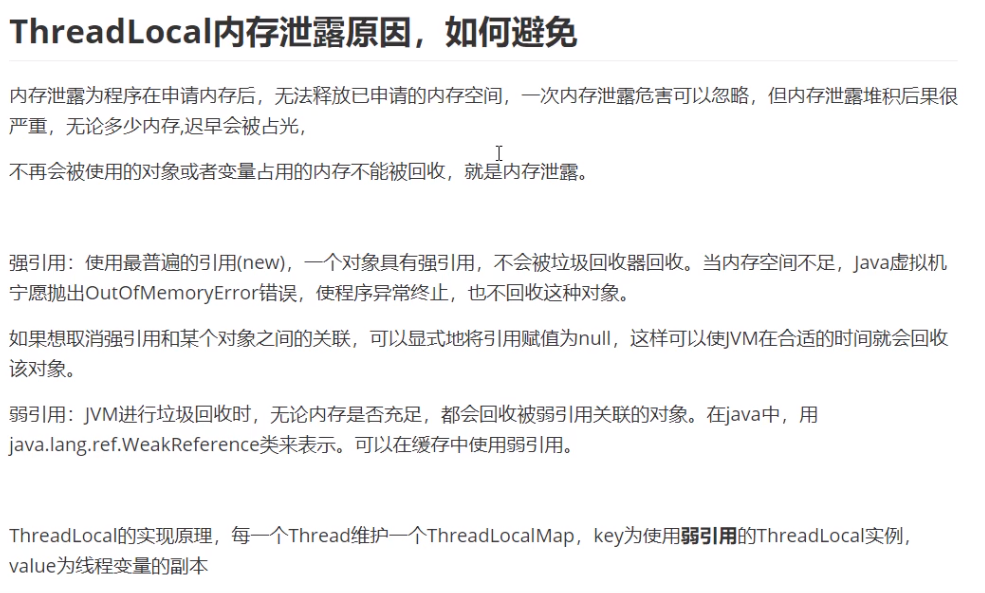 ThreadLocal内存泄露原因，如何避免
内存泄露为程序在申请内存后，无法释放已申请的内存空间，一次内存泄露危害可以忽略，但内存泄露堆积后果很
严重，无论多少内存,迟早会被占光，
不再会被使用的对象或者变量占用的内存不能被回收，就是内存泄露。
强引用：使用最普遍的引用(new)，一个对象具有强引用，不会被垃圾回收器回收。当内存空间不足，Java虚拟机
宁愿抛出OutOfMemoryError错误，使程序异常终止，也不回收这种对象。
如果想取消强引用和某个对象之间的关联，可以显式地将引用赋值为null，这样可以使JVM在合适的时间就会回收
该对象。
弱引用：JVM进行垃圾回收时，无论内存是否充足，都会回收被弱引用关联的对象。在java中，用
java.lang.ref.WeakReference类来表示。可以在缓存中使用弱引用。
ThreadLocal的实现原理，每一个Thread维护一个ThreadLocalMap，key为使用弱引用的ThreadLocal实例，
value为线程变量的副本